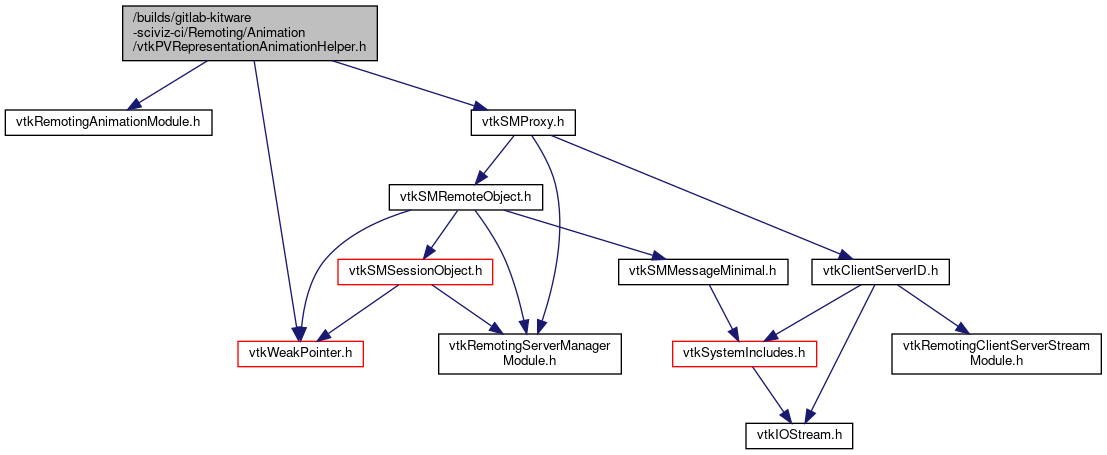 /builds/gitlab-kitware
-sciviz-ci/Remoting/Animation
/vtkPVRepresentationAnimationHelper.h
vtkRemotingAnimationModule.h
vtkSMProxy.h
vtkSMRemoteObject.h
vtkSMSessionObject.h
vtkSMMessageMinimal.h
vtkClientServerID.h
vtkWeakPointer.h
vtkRemotingServerManager
Module.h
vtkSystemIncludes.h
vtkRemotingClientServerStream
Module.h
vtkIOStream.h